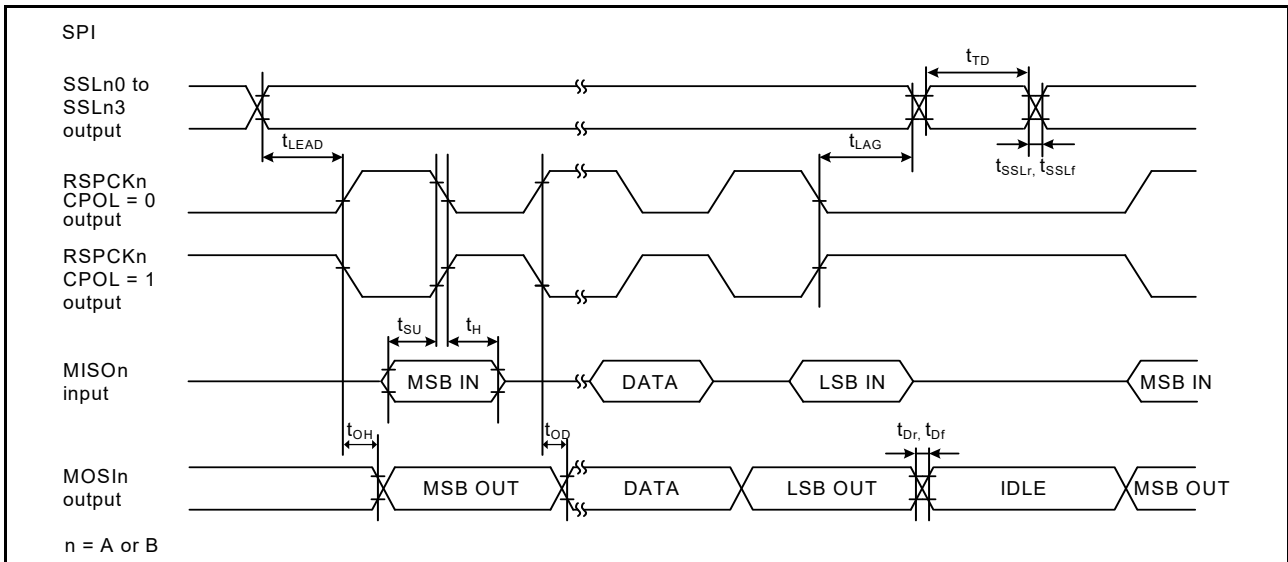 SPI
SSLn0 to
SSLn3
output
tTD
tLEAD
tLAG
tSSLr, tSSLf
RSPCKn
CPOL = 0
output
RSPCKn
CPOL = 1
output
tSU
tH
MISOn
input
MSB IN
DATA
LSB IN
MSB IN
tOH
tOD
tDr, tDf
MOSIn
output
MSB OUT
DATA
LSB OUT
IDLE
MSB OUT
n = A or B